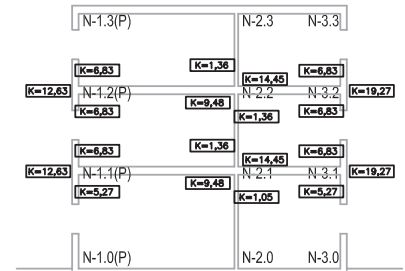 N-1.3(P) N-2.3 N-3.3
K=6,83 K=1,36 K=6,83
K=14,45
K=12,63 N-1.2(P) N-2.2 N-3.2 K=19,27
K=9,48
K=6,83 K=1,36 K=6,83
K=6,83 K=1,36 K=6,83
K=14,45
K=12,63 N-1.1(P) N-2.1 N-3.1 K=19,27
K=9,48
K=5,27 K=1,05 K=5,27
N-1.0(P) N-2.0 N-3.0